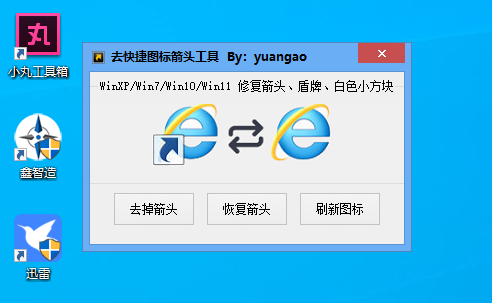 丸
小丸工具箱
鑫智造
迅雷
去快捷图标箭头工具 By: yuangao
WinXP/Win7/Win10/Win11 修复箭头、盾牌、白色小方块
去掉箭头
恢复箭头
刷新图标